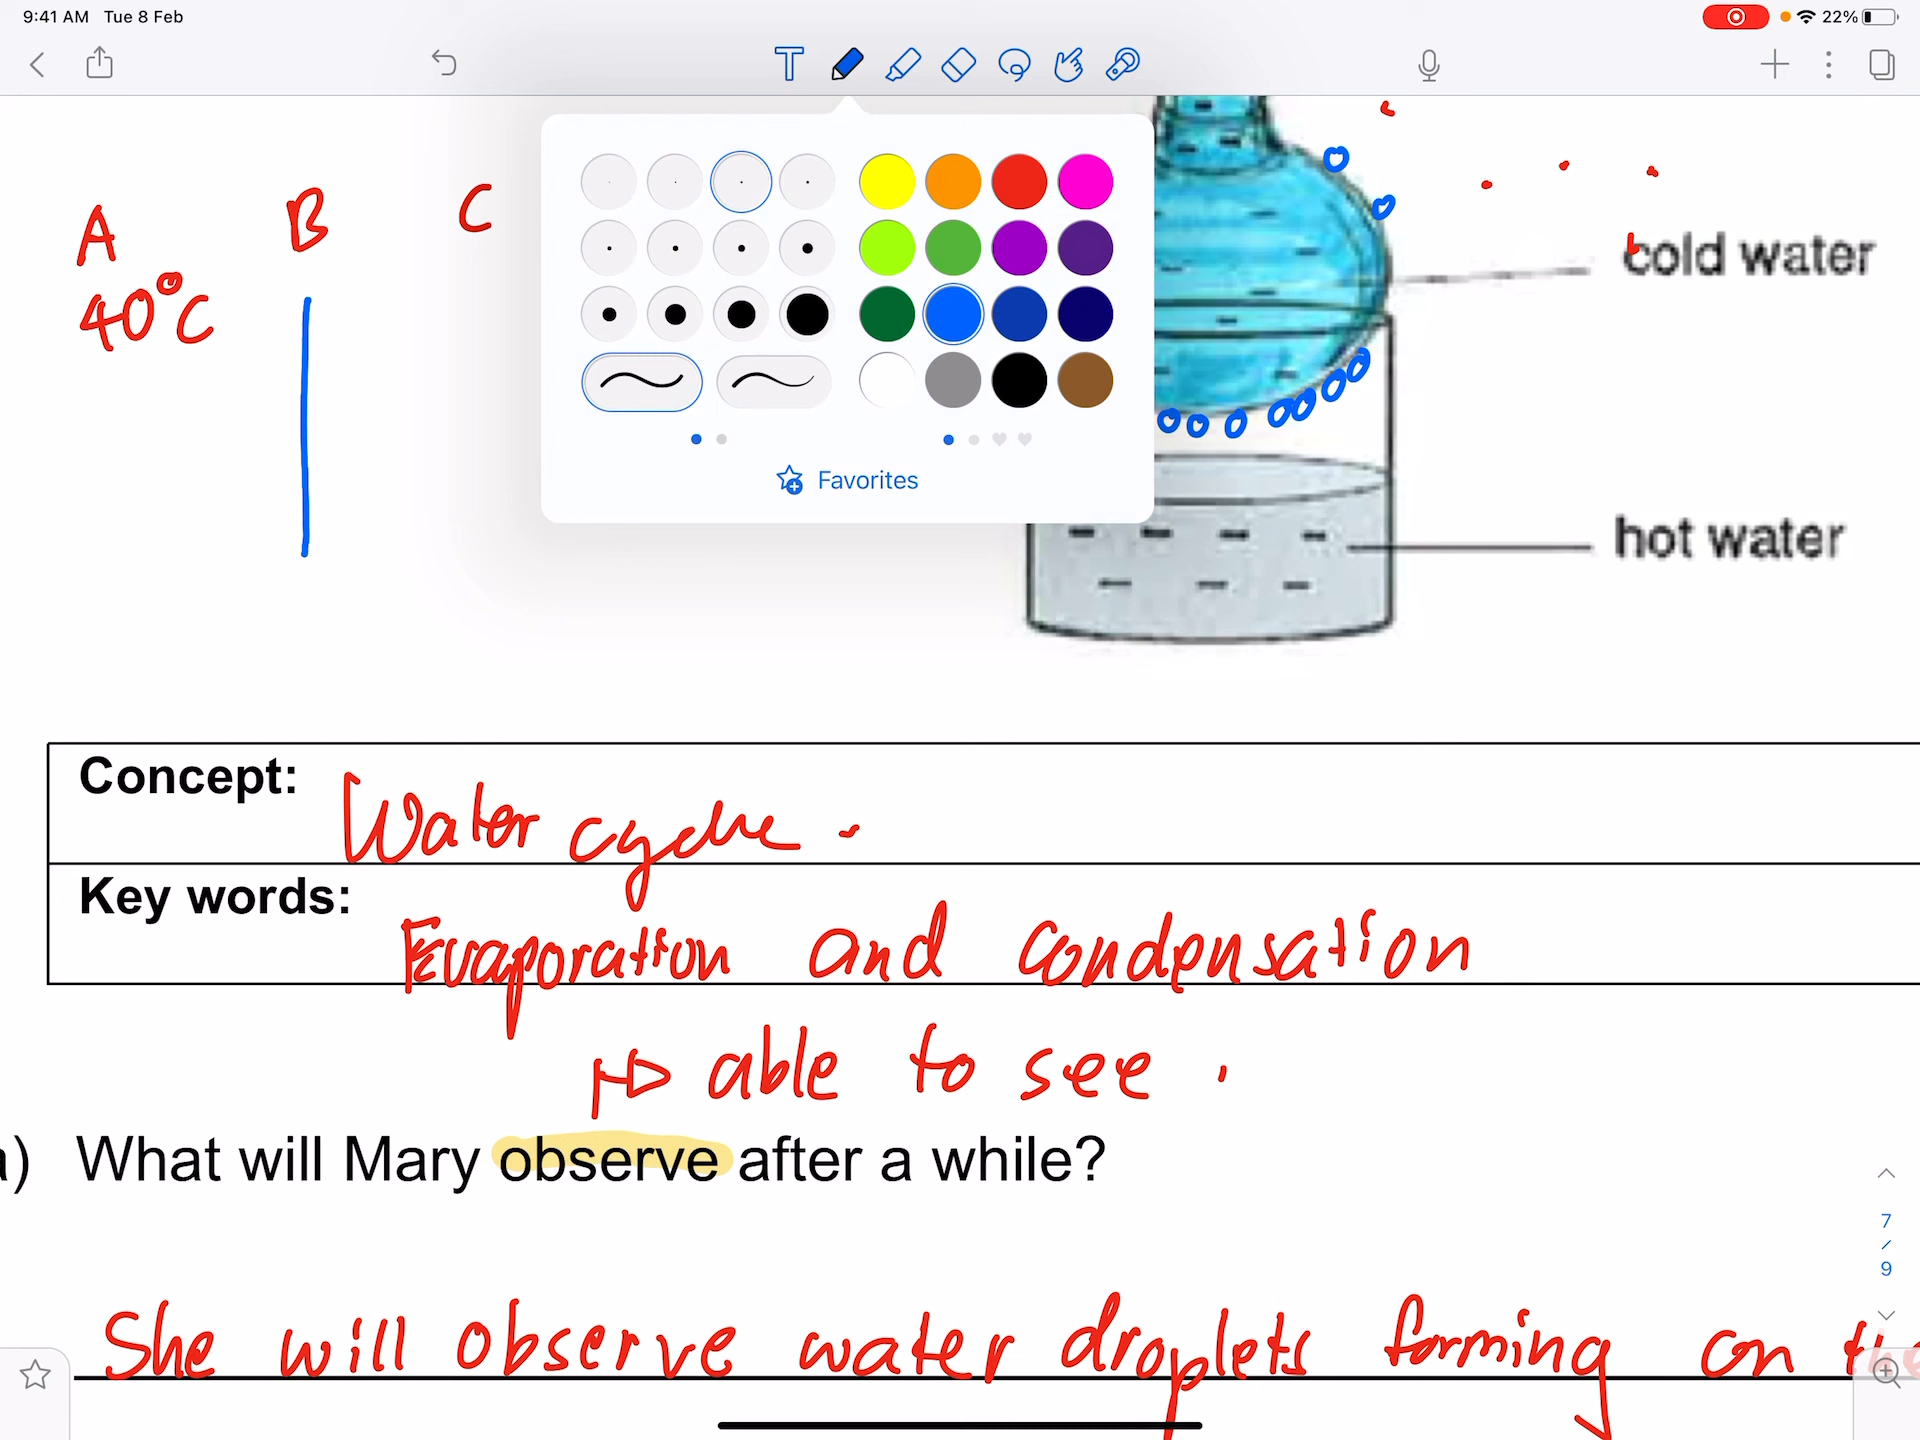 9:41 AM Tue 8 Feb
22%
T
A B C
40°C
Favorites
cold water
hot water
Concept: Water cycle.
Key words: Evaporation and condensation
able to see.
a) What will Mary observe after a while?
7
/
9
She will observe water droplets forming on the